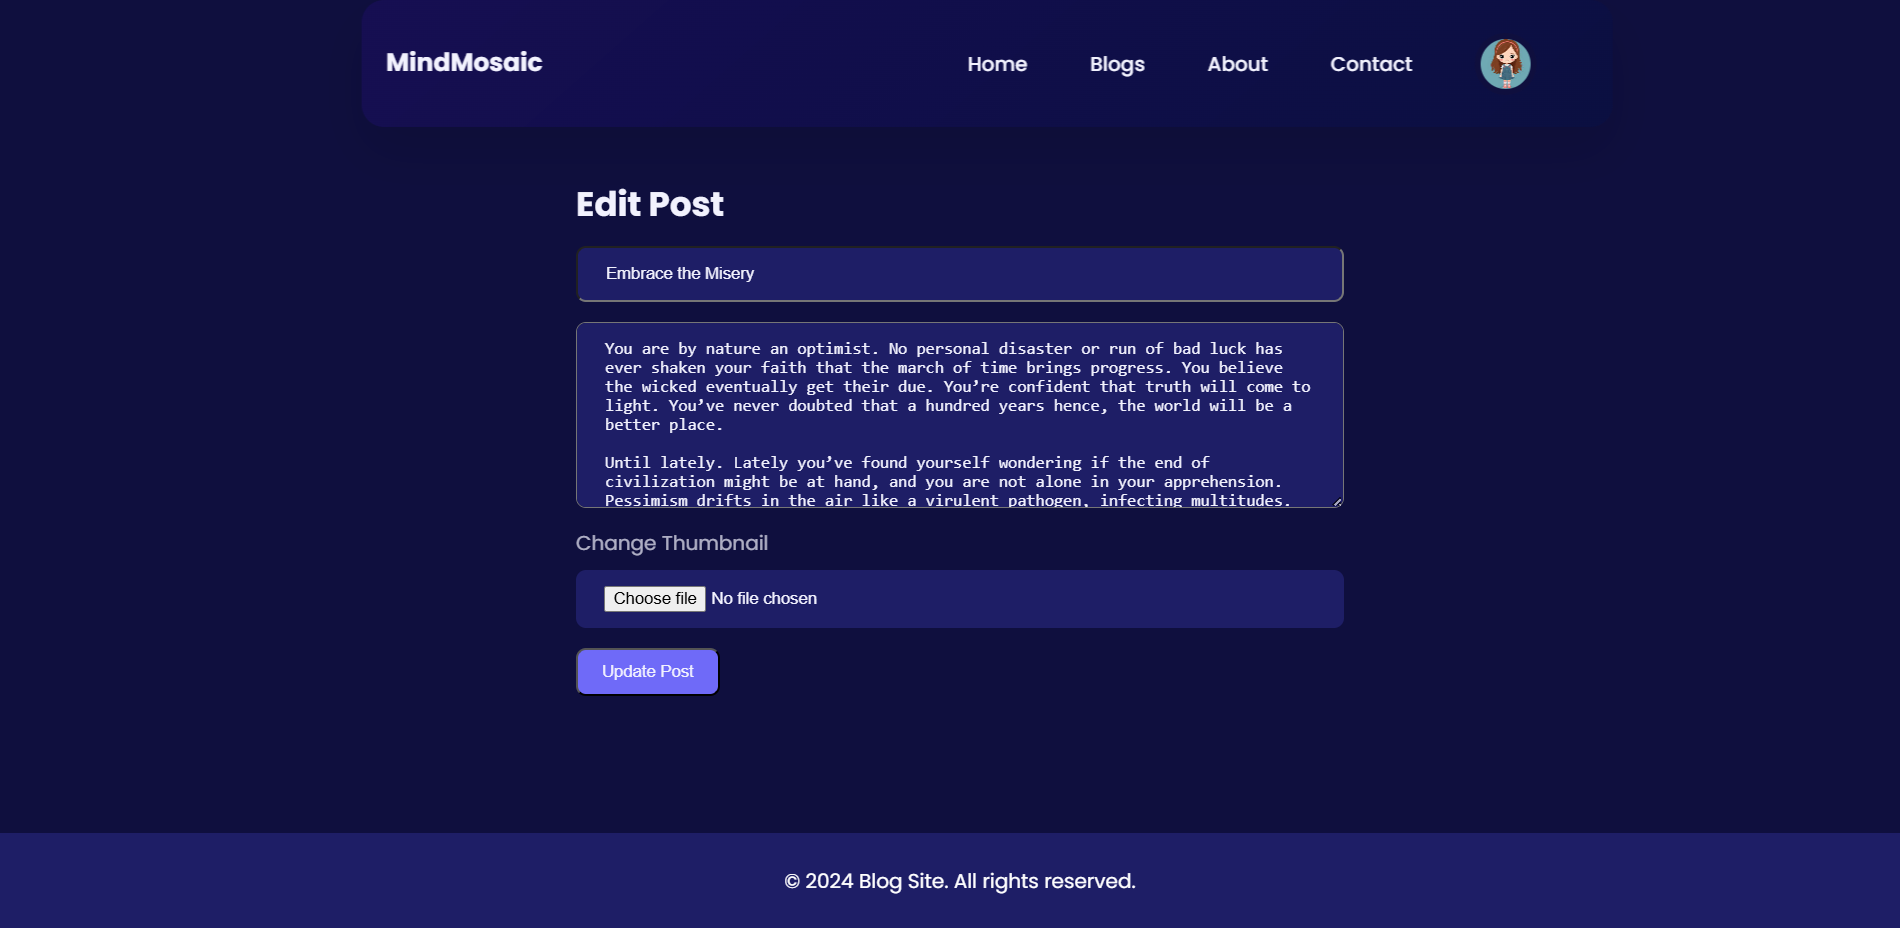 MindMosaic
Home
Blogs
About
Contact
Edit Post
Embrace the Misery
You are by nature an optimist. No personal disaster or run of bad luck has
ever shaken your faith that the march of time brings progress. You believe
the wicked eventually get their due. You’re confident that truth will come to
light. You’ve never doubted that a hundred years hence, the world will be a
better place.
Until lately. Lately you’ve found yourself wondering if the end of
civilization might be at hand, and you are not alone in your apprehension.
Pessimism drifts in the air like a virulent pathogen, infecting multitudes.
Change Thumbnail
Choose file No file chosen
Update Post
© 2024 Blog Site. All rights reserved.